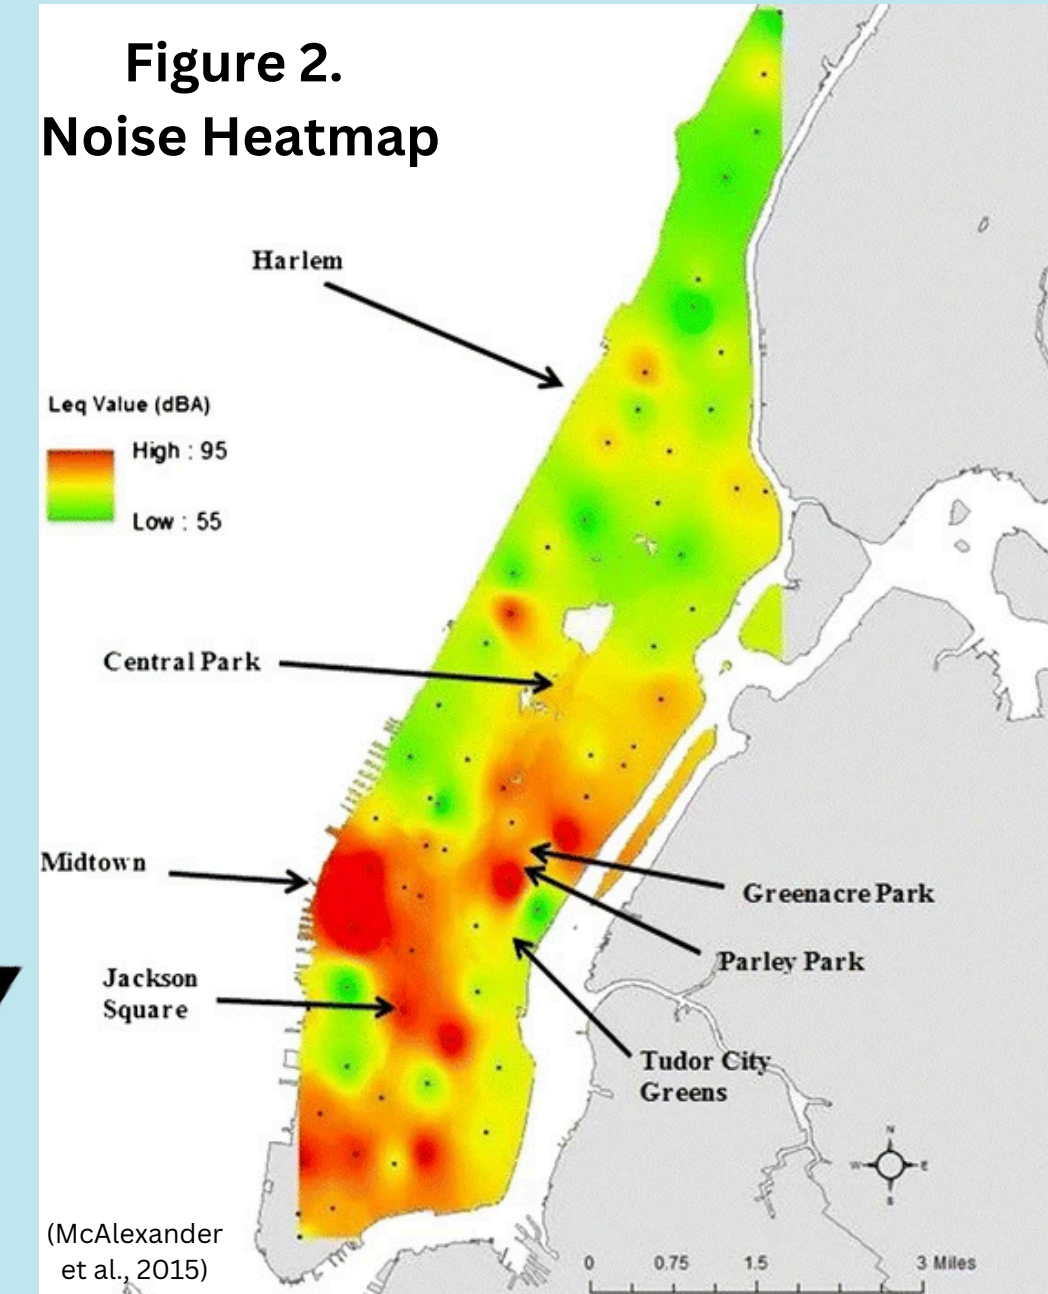 Figure 2.
Noise Heatmap
Harlem
Leq Value (dBA)
High : 95
Low : 55
Central Park
Midtown
Greenacre Park
Parley Park
Jackson
Square
Tudor City
Greens
N
W
E
S
(McAlexander
et al., 2015)
0 0.75 1.5 3 Miles